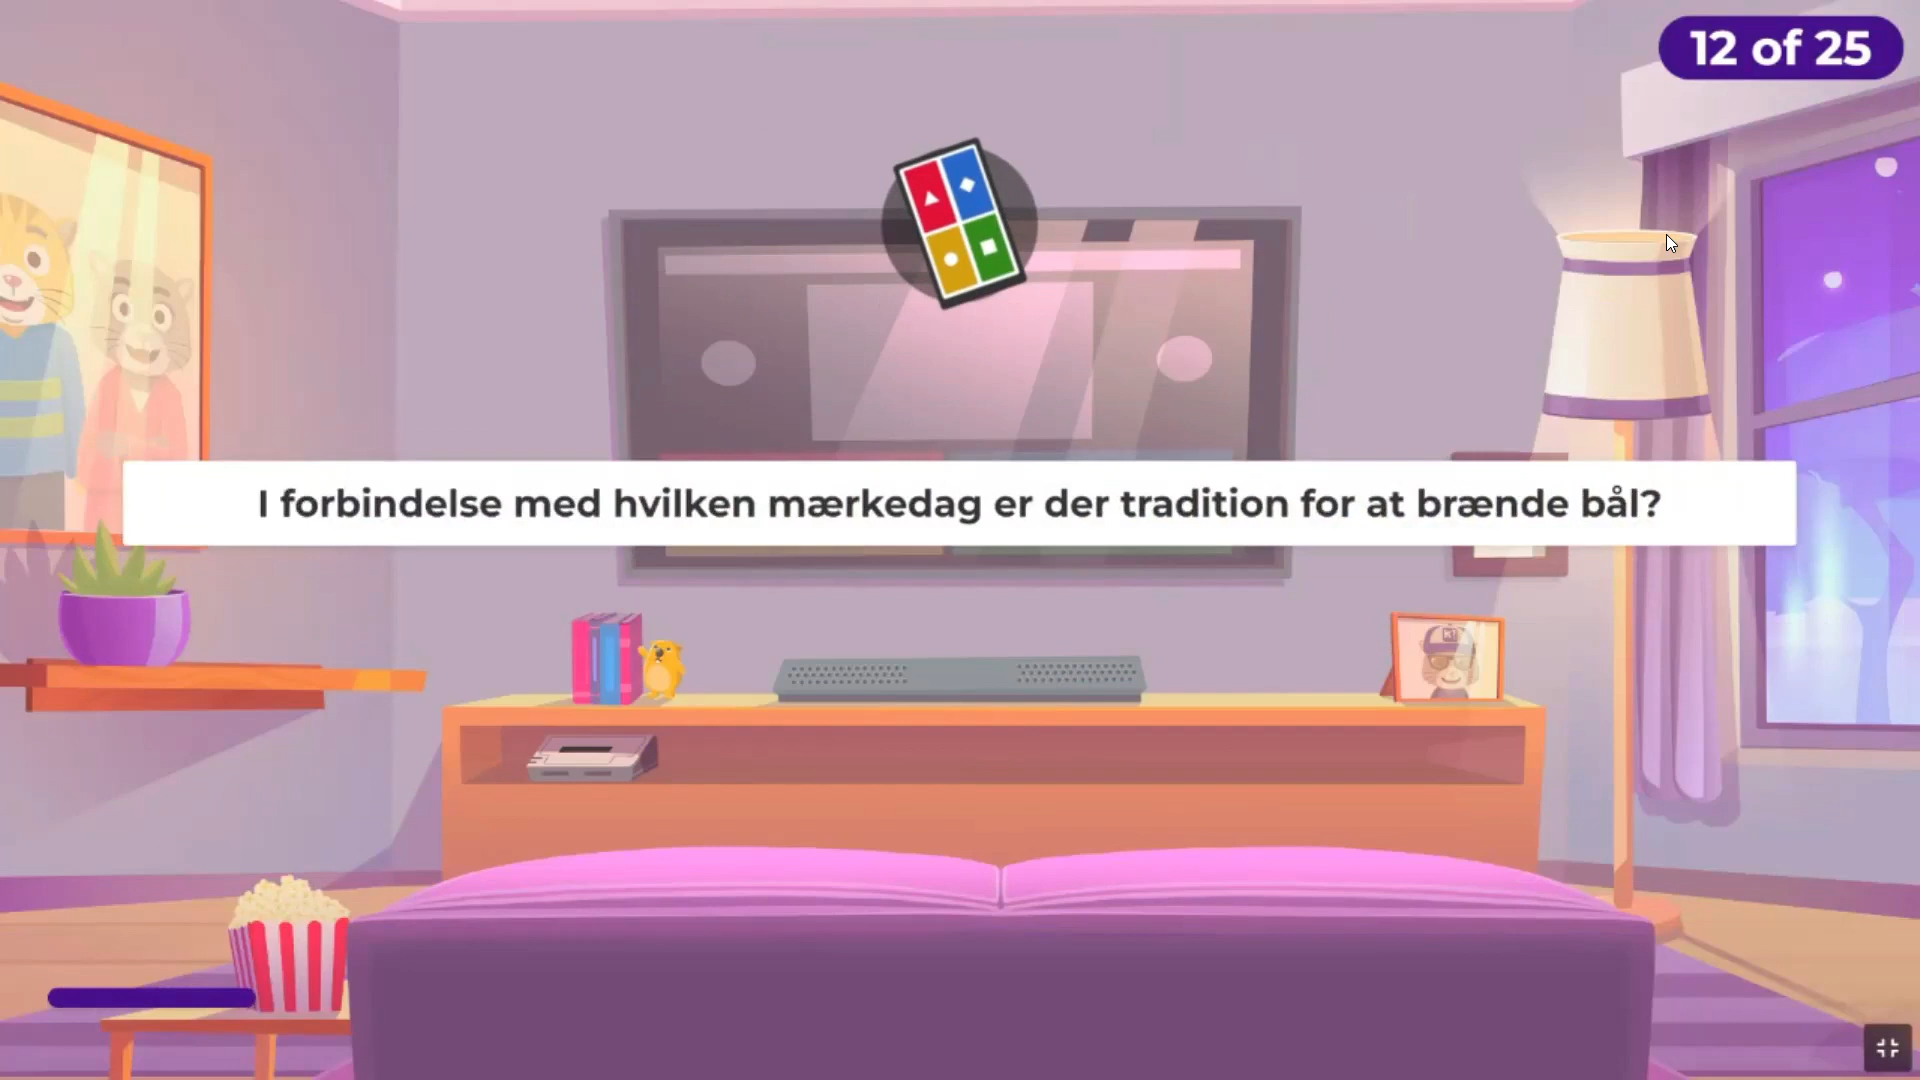 12 of 25
I forbindelse med hvilken mærkedag er der tradition for at brænde bål?